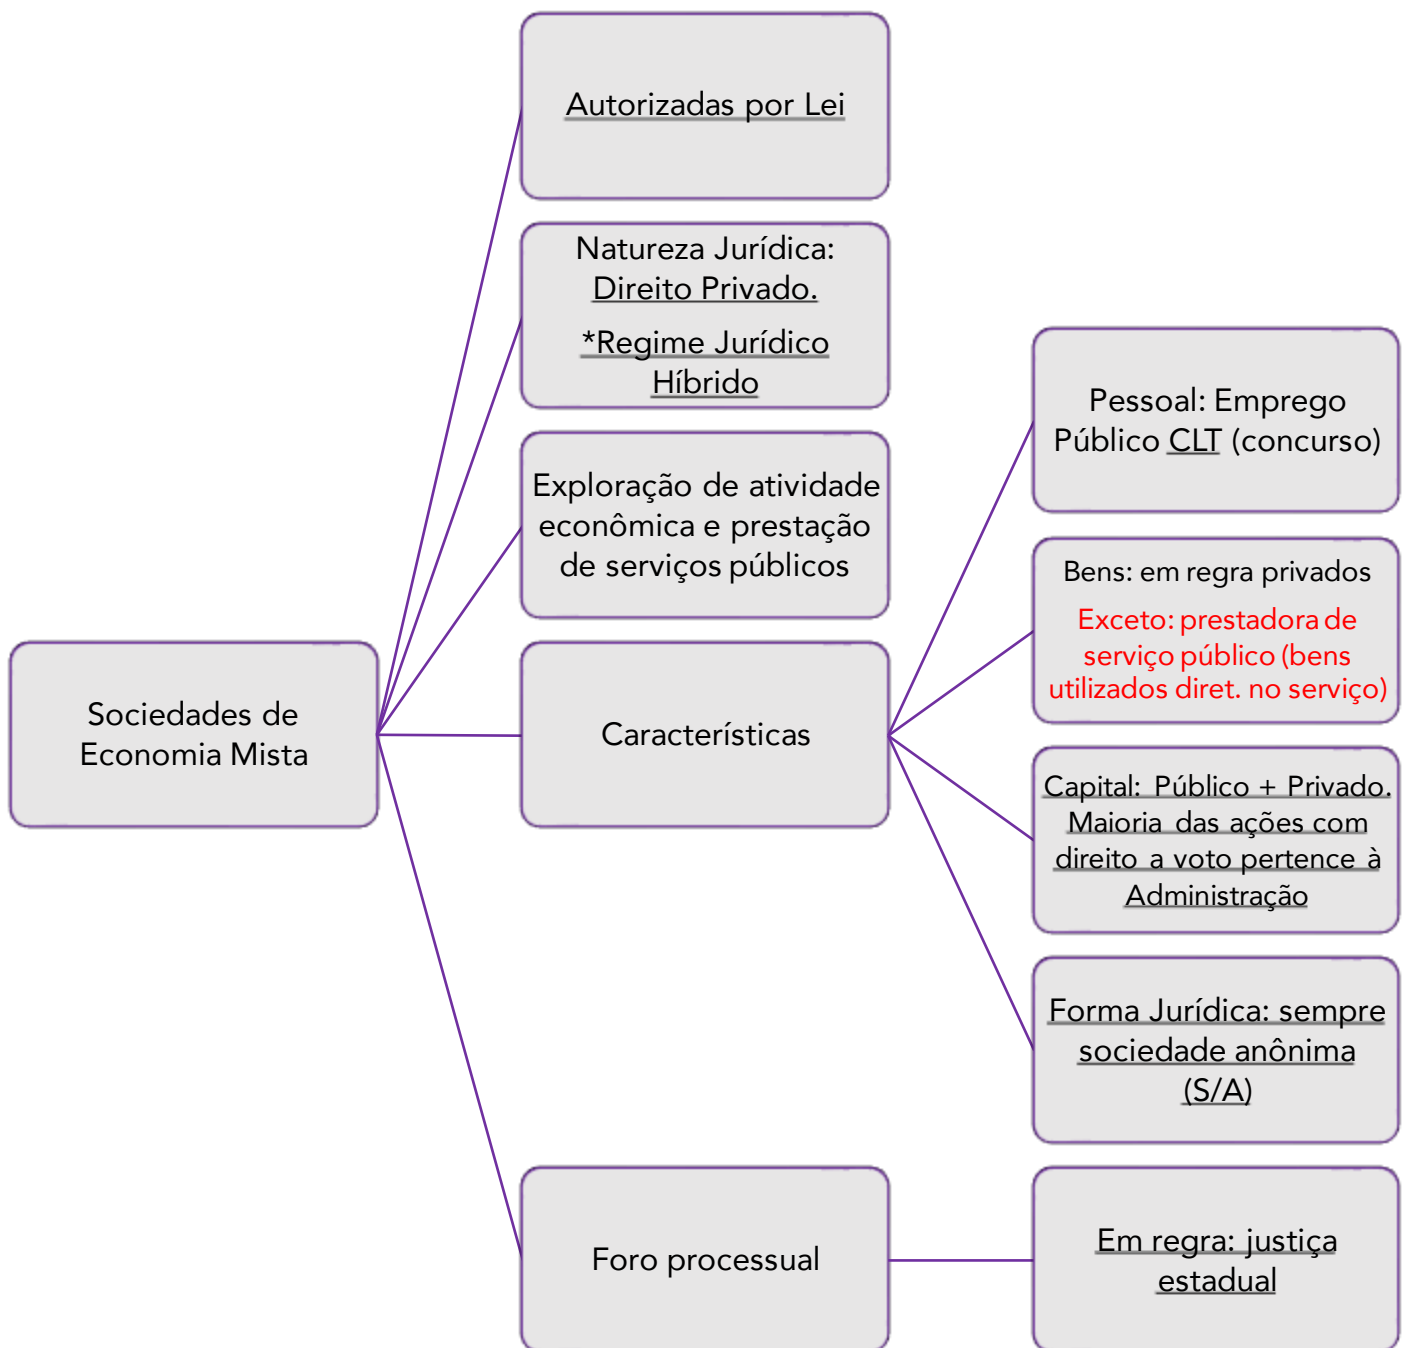 Autorizadas por Lei
Natureza Jurídica:
Direito Privado.
*Regime Jurídico
Híbrido
Exploração de atividade
econômica e prestação
de serviços públicos
Sociedades de
Economia Mista
Características
Pessoal: Emprego
Público CLT (concurso)
Bens: em regra privados
Exceto: prestadora de
serviço público (bens
utilizados diret. no serviço)
Capital: Público + Privado.
Maioria das ações com
direito a voto pertence à
Administração
Forma Jurídica: sempre
sociedade anônima
(S/A)
Foro processual
Em regra: justiça
estadual